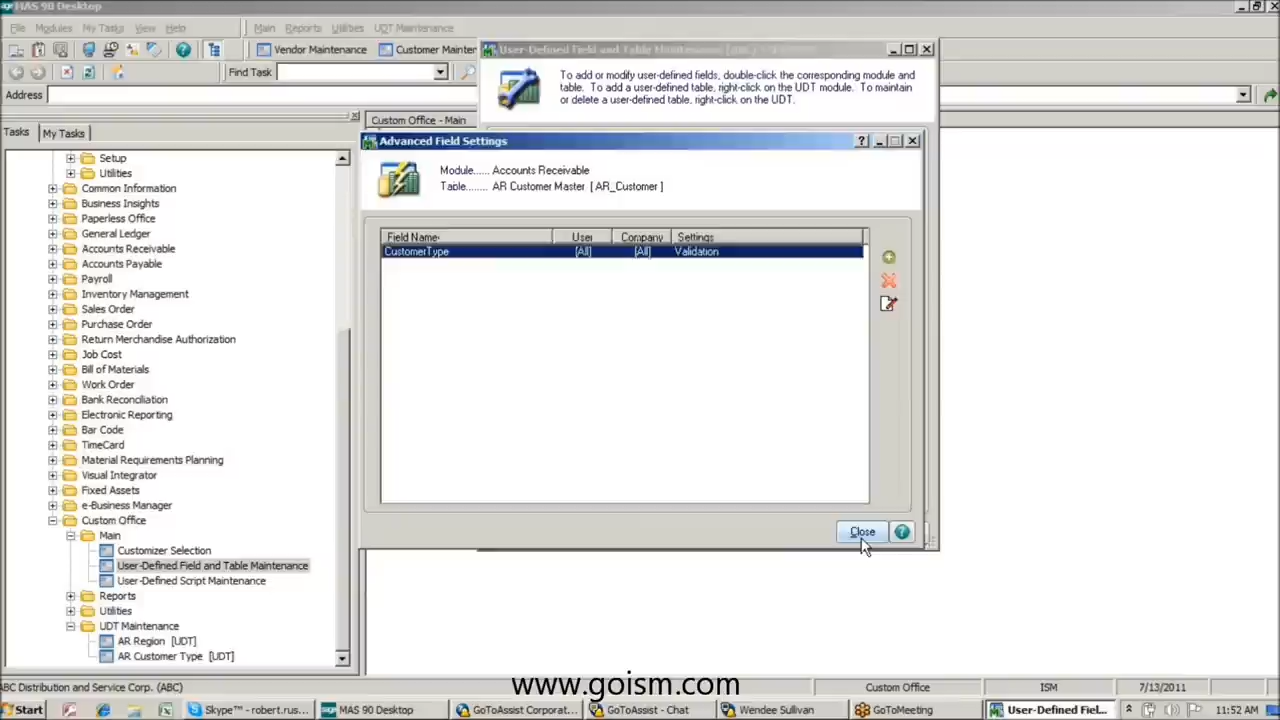 MAS 90 Desktop
File Modules My Tasks View Help Main Reports Utilities UDT Maintenance
Vendor Maintenance Customer Mainter
User-Defined Field and Table Maintenance
Find Task
Address
To add or modify user-defined fields, double-click the corresponding module and
table. To add a user-defined table, right-click on the UDT module. To maintain
or delete a user-defined table, right-click on the UDT.
Tasks My Tasks
Custom Office - Main
Advanced Field Settings
Module...... Accounts Receivable
Table........ AR Customer Master [ AR_Customer ]
Field Name User Company Settings
CustomerType [All] [All] Validation
Close
Setup
Utilities
Common Information
Business Insights
Paperless Office
General Ledger
Accounts Receivable
Accounts Payable
Payroll
Inventory Management
Sales Order
Purchase Order
Return Merchandise Authorization
Job Cost
Bill of Materials
Work Order
Bank Reconciliation
Electronic Reporting
Bar Code
TimeCard
Material Requirements Planning
Visual Integrator
Fixed Assets
e-Business Manager
Custom Office
Main
Customizer Selection
User-Defined Field and Table Maintenance
User-Defined Script Maintenance
Reports
Utilities
UDT Maintenance
AR Region [UDT]
AR Customer Type [UDT]
ABC Distribution and Service Corp. (ABC) Custom Office ISM 7/13/2011
www.goism.com
Start Skype™ - robert.rus... MAS 90 Desktop GoToAssist Corporat... GoToAssist - Chat Wendee Sullivan GoToMeeting User-Defined Fiel... 11:52 AM